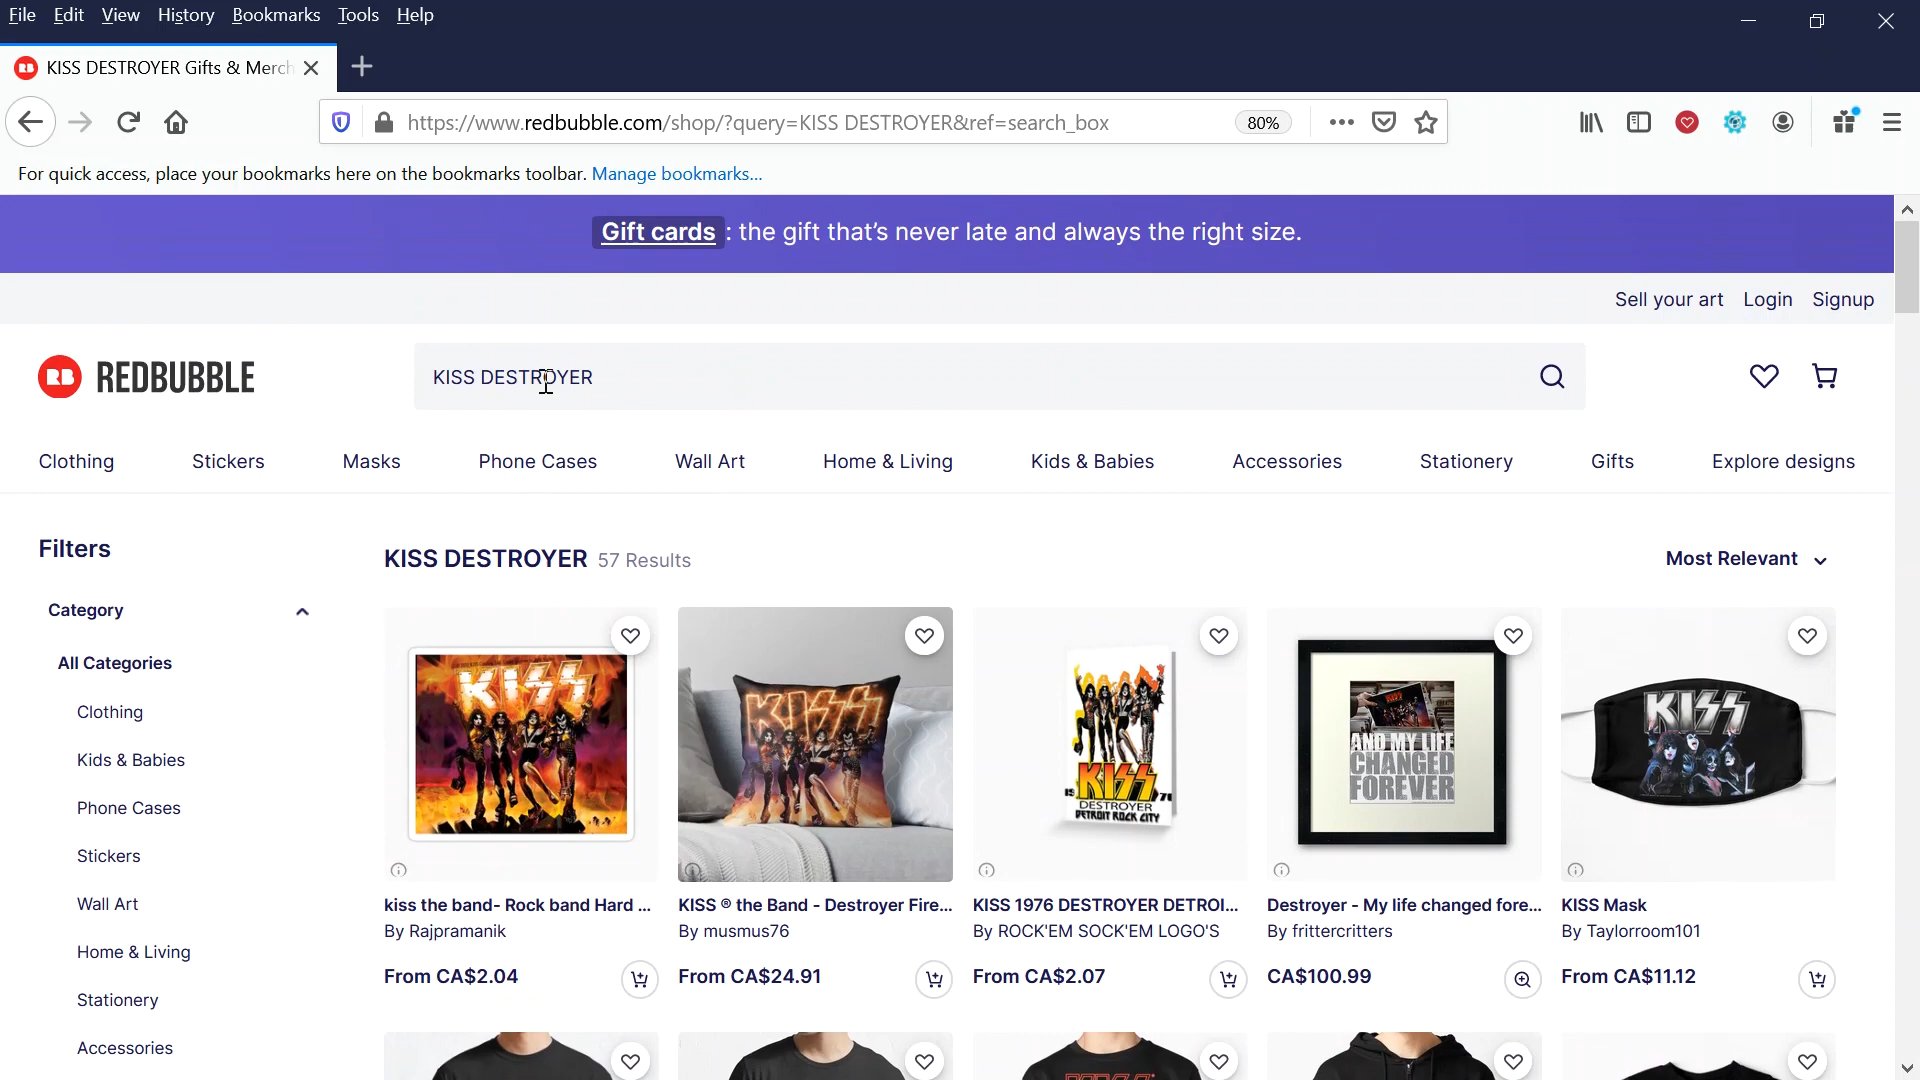 File Edit View History Bookmarks Tools Help
KISS DESTROYER Gifts & Merch
https://www.redbubble.com/shop/?query=KISS DESTROYER&ref=search_box 80%
For quick access, place your bookmarks here on the bookmarks toolbar. Manage bookmarks...
Gift cards : the gift that's never late and always the right size.
Sell your art Login Signup
RB REDBUBBLE KISS DESTROYER
Clothing Stickers Masks Phone Cases Wall Art Home & Living Kids & Babies Accessories Stationery Gifts Explore designs
Filters
KISS DESTROYER 57 Results Most Relevant
Category
All Categories
Clothing
Kids & Babies
Phone Cases
Stickers
Wall Art
Home & Living
Stationery
Accessories
KISS
KISS
KISS
1976
DESTROYER
DETROIT ROCK CITY
AND MY LIFE
CHANGED
FOREVER
KISS
kiss the band- Rock band Hard ... KISS ® the Band - Destroyer Fire... KISS 1976 DESTROYER DETROI... Destroyer - My life changed fore... KISS Mask
By Rajpramanik By musmus76 By ROCK'EM SOCK'EM LOGO'S By frittercritters By Taylorroom101
From CA$2.04 From CA$24.91 From CA$2.07 CA$100.99 From CA$11.12